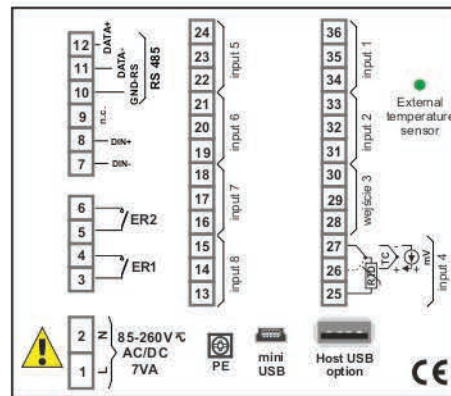 12 DATA+
11 DATA-
10 GND-RS
RS 485
9 n.c.
8 DIN+
7 DIN-
6
5
ER2
4
3
ER1
2 N
1 L
85-260V
AC/DC
7VA
24
23
22
input 5
21
20
19
input 6
18
17
16
input 7
15
14
13
input 8
36
35
34
input 1
33
32
31
input 2
30
29
28
wejście 3
27
26
25
RTD
TC
- +
- +
mV
input 4
External
temperature
sensor
PE
mini
USB
Host USB
option
CE